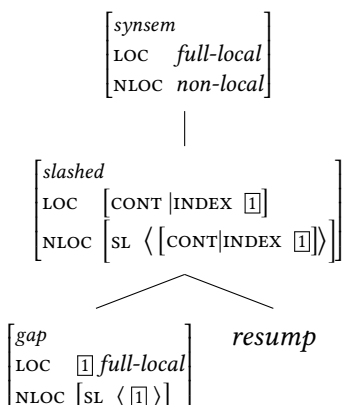 synsem
LOC full-local
NLOC non-local
slashed
LOC [CONT |INDEX 1]
NLOC [SL ⟨[CONT|INDEX 1]⟩]
gap resump
LOC 1 full-local
NLOC [SL ⟨ 1 ⟩]